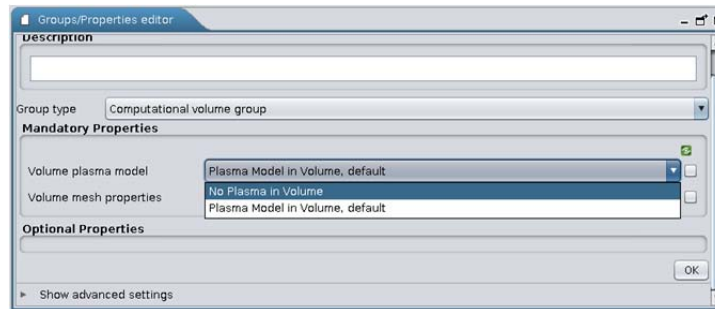 Groups/Properties editor
Description
Group type Computational volume group
Mandatory Properties
Volume plasma model Plasma Model in Volume, default
No Plasma in Volume
Volume mesh properties
Plasma Model in Volume, default
Optional Properties
OK
Show advanced settings